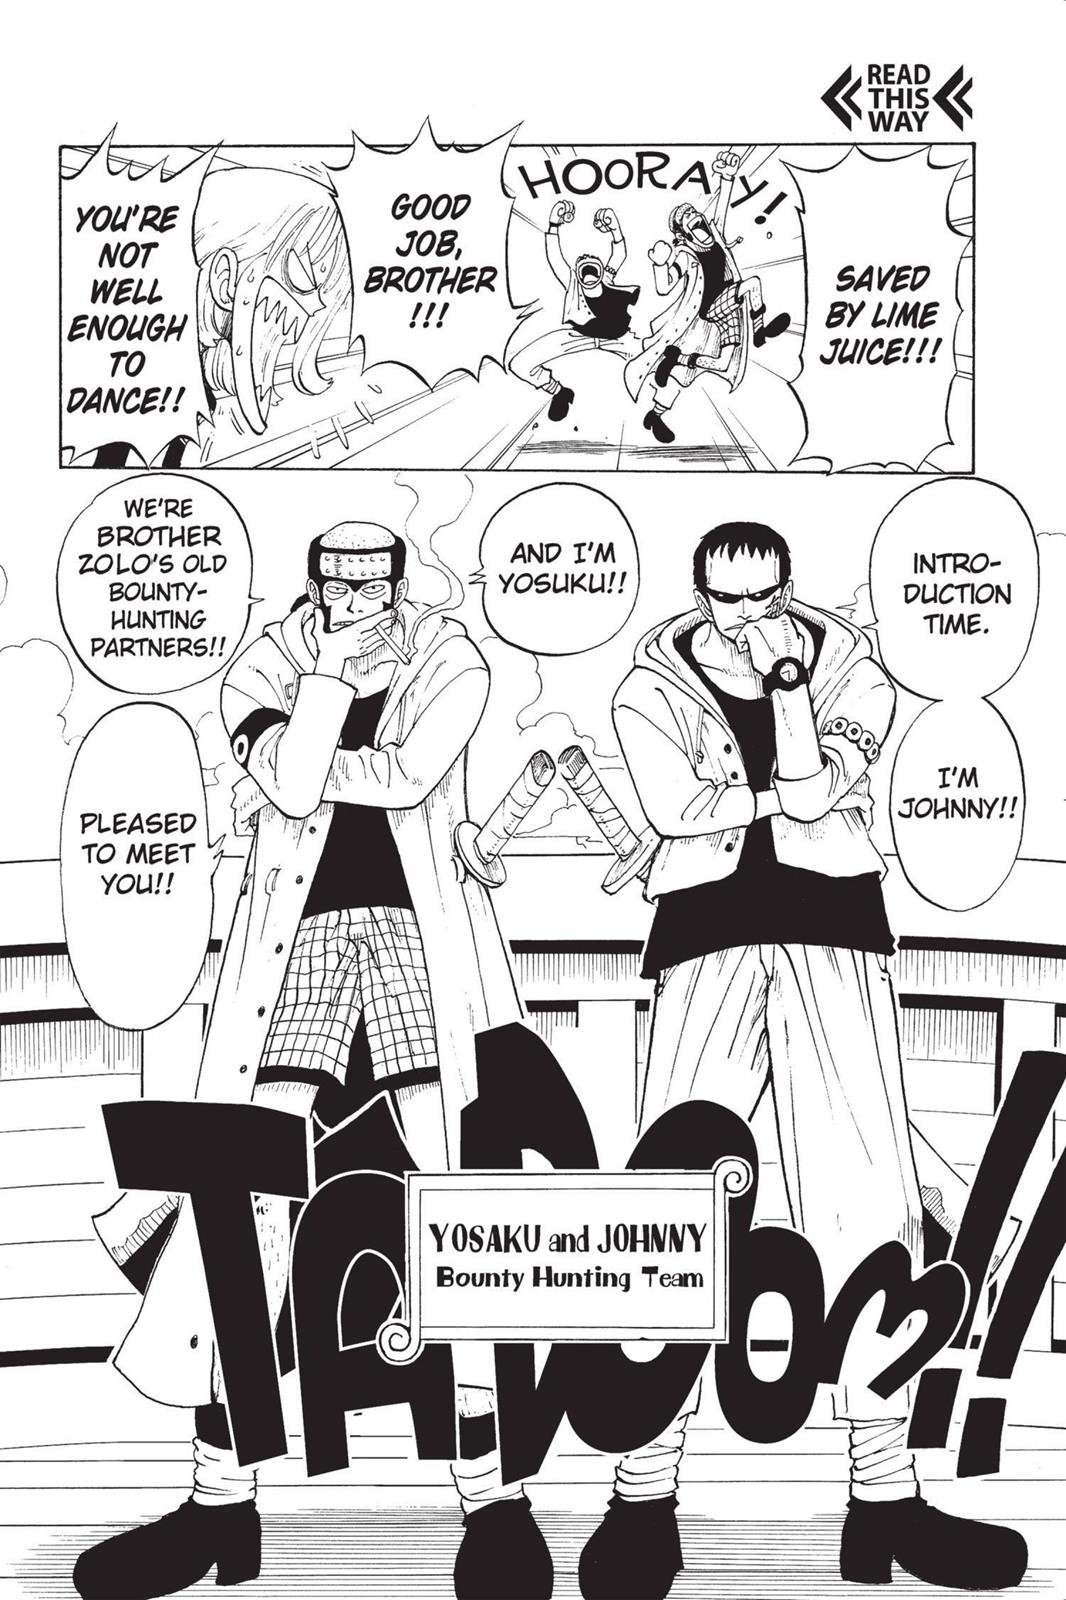 READ
THIS
WAY
SAVED
BY LIME
JUICE!!!
HOORAY!
GOOD
JOB,
BROTHER
!!!
YOU'RE
NOT
WELL
ENOUGH
TO
DANCE!!
INTRO-
DUCTION
TIME.
I'M
JOHNNY!!
AND I'M
YOSUKU!!
WE'RE
BROTHER
ZOLO'S OLD
BOUNTY-
HUNTING
PARTNERS!!
PLEASED
TO MEET
YOU!!
TADOOM!!
YOSAKU and JOHNNY
Bounty Hunting Team